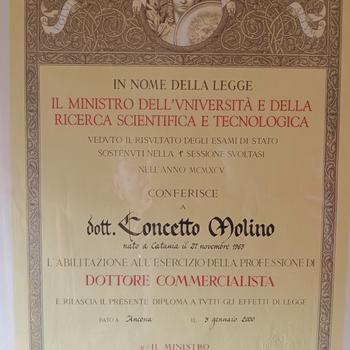 IN NOME DELLA LEGGE
IL MINISTRO DELL'VNIVERSITÀ E DELLA
RICERCA SCIENTIFICA E TECNOLOGICA
VEDVTO IL RISVLTATO DEGLI ESAMI DI STATO
SOSTENVTI NELLA 1ª SESSIONE SVOLTASI
NELL'ANNO MCMXCV
CONFERISCE
A
dott. Concetto Molino
nato a Catania il 27 novembre 1963
L'ABILITAZIONE ALL'ESERCIZIO DELLA PROFESSIONE DI
DOTTORE COMMERCIALISTA
E RILASCIA IL PRESENTE DIPLOMA A TVTTI GLI EFFETTI DI LEGGE
DATO A Ancona IL 3 gennaio 2000
IL MINISTRO